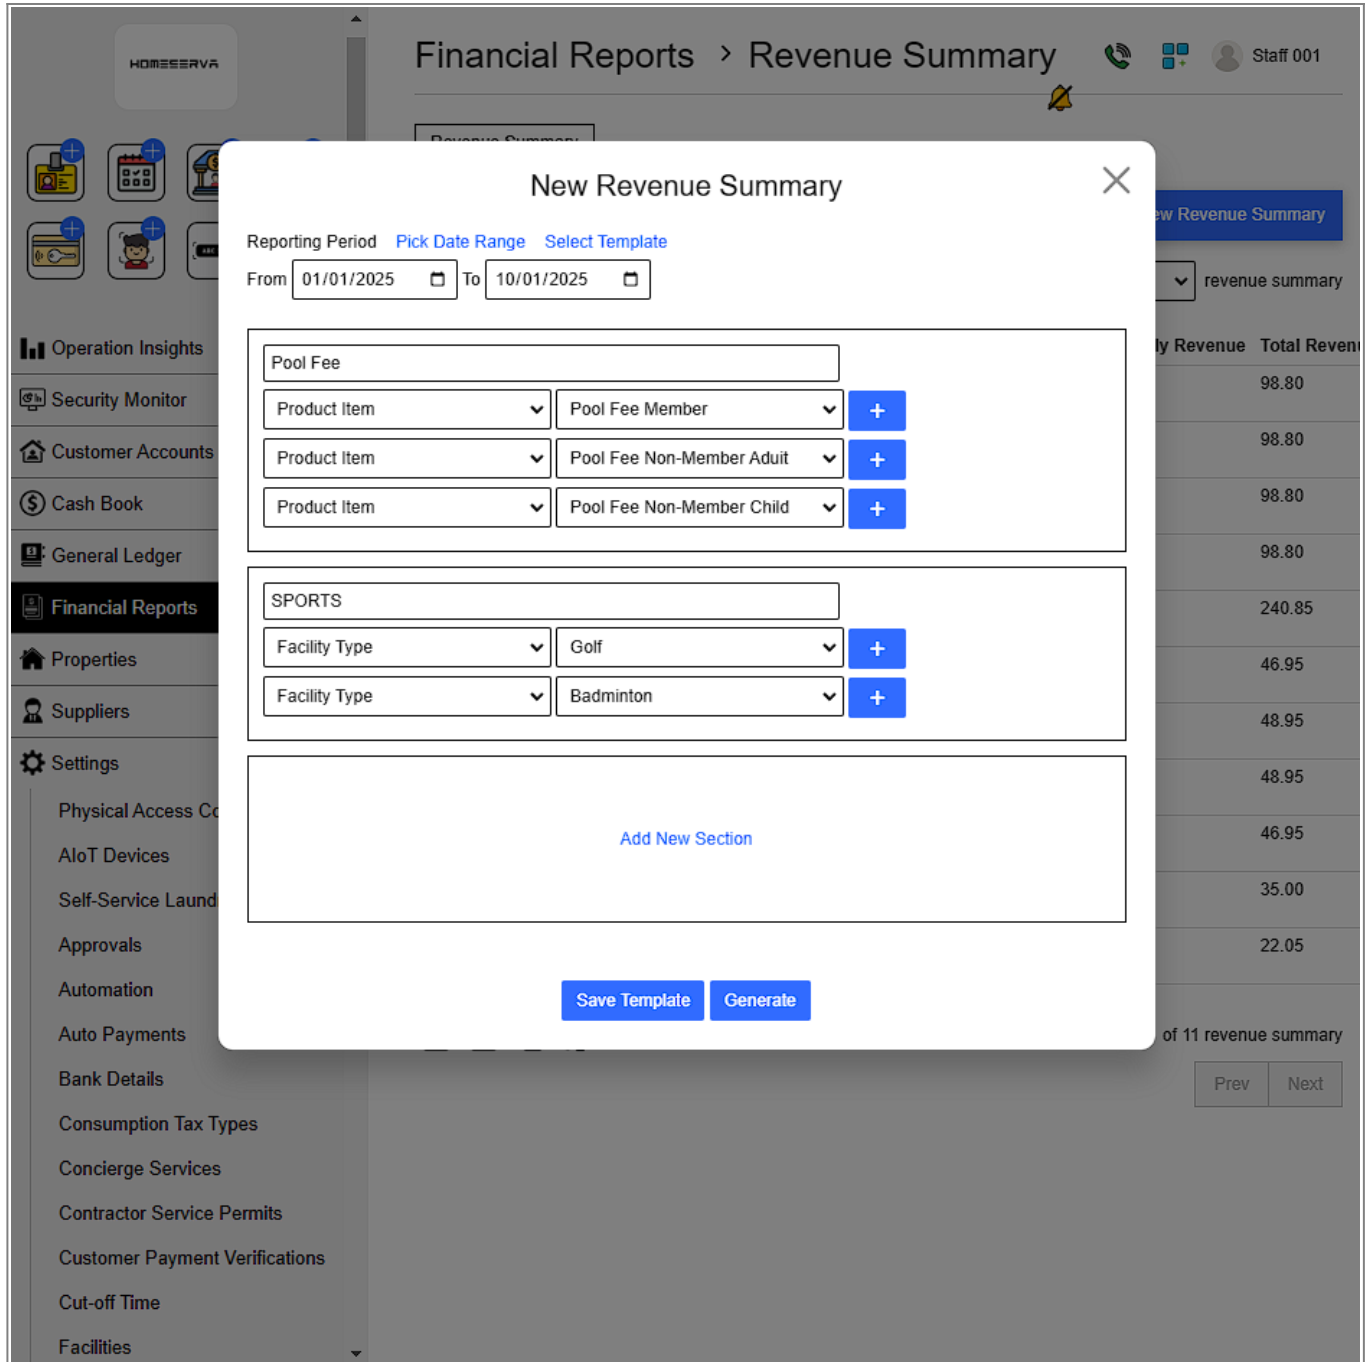 HOMESERVA
Financial Reports > Revenue Summary
Staff 001
Revenue Summary
New Revenue Summary
Reporting Period Pick Date Range Select Template
From 01/01/2025 To 10/01/2025
Pool Fee
Product Item Pool Fee Member +
Product Item Pool Fee Non-Member Aduit +
Product Item Pool Fee Non-Member Child +
SPORTS
Facility Type Golf +
Facility Type Badminton +
Add New Section
Save Template Generate
Revenue Summary
revenue summary
Revenue Total
98.80
98.80
98.80
98.80
240.85
46.95
48.95
48.95
46.95
35.00
22.05
of 11 revenue summary
Prev Next
Operation Insights
Security Monitor
Customer Accounts
Cash Book
General Ledger
Financial Reports
Properties
Suppliers
Settings
Physical Access
AIoT Devices
Self-Service
Approvals
Automation
Auto Payments
Bank Details
Consumption Tax Types
Concierge Services
Contractor Service Permits
Customer Payment Verifications
Cut-off Time
Facilities